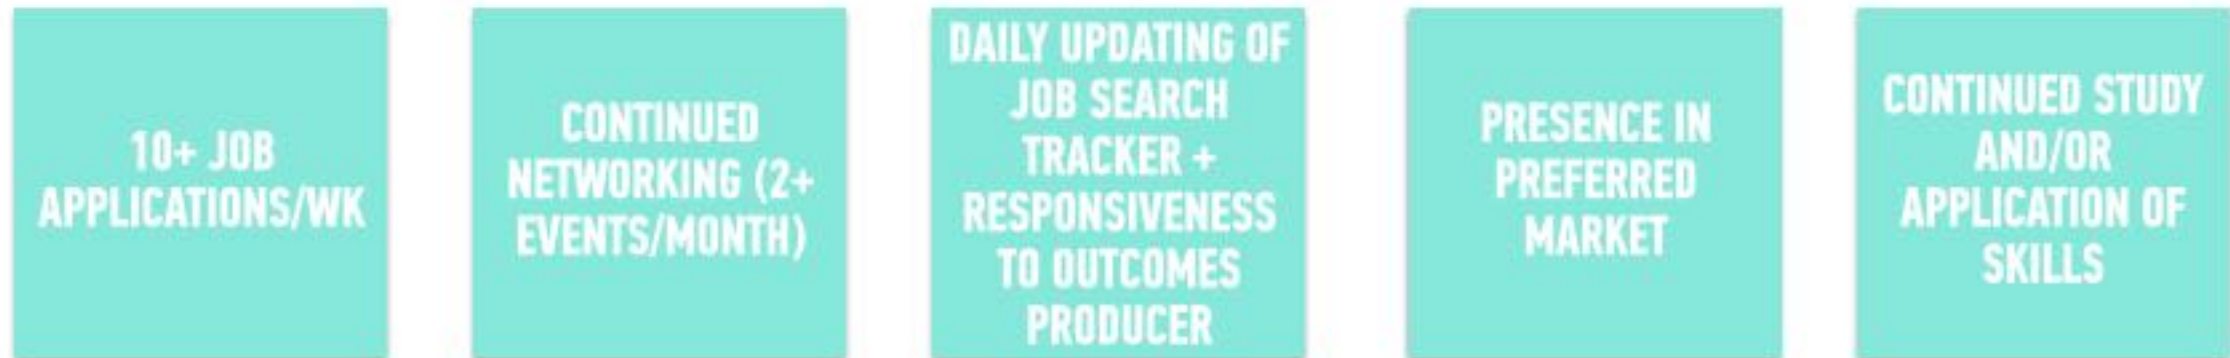 10+ JOB
APPLICATIONS/WK
CONTINUED
NETWORKING (2+
EVENTS/MONTH)
DAILY UPDATING OF
JOB SEARCH
TRACKER +
RESPONSIVENESS
TO OUTCOMES
PRODUCER
PRESENCE IN
PREFERRED
MARKET
CONTINUED STUDY
AND/OR
APPLICATION OF
SKILLS